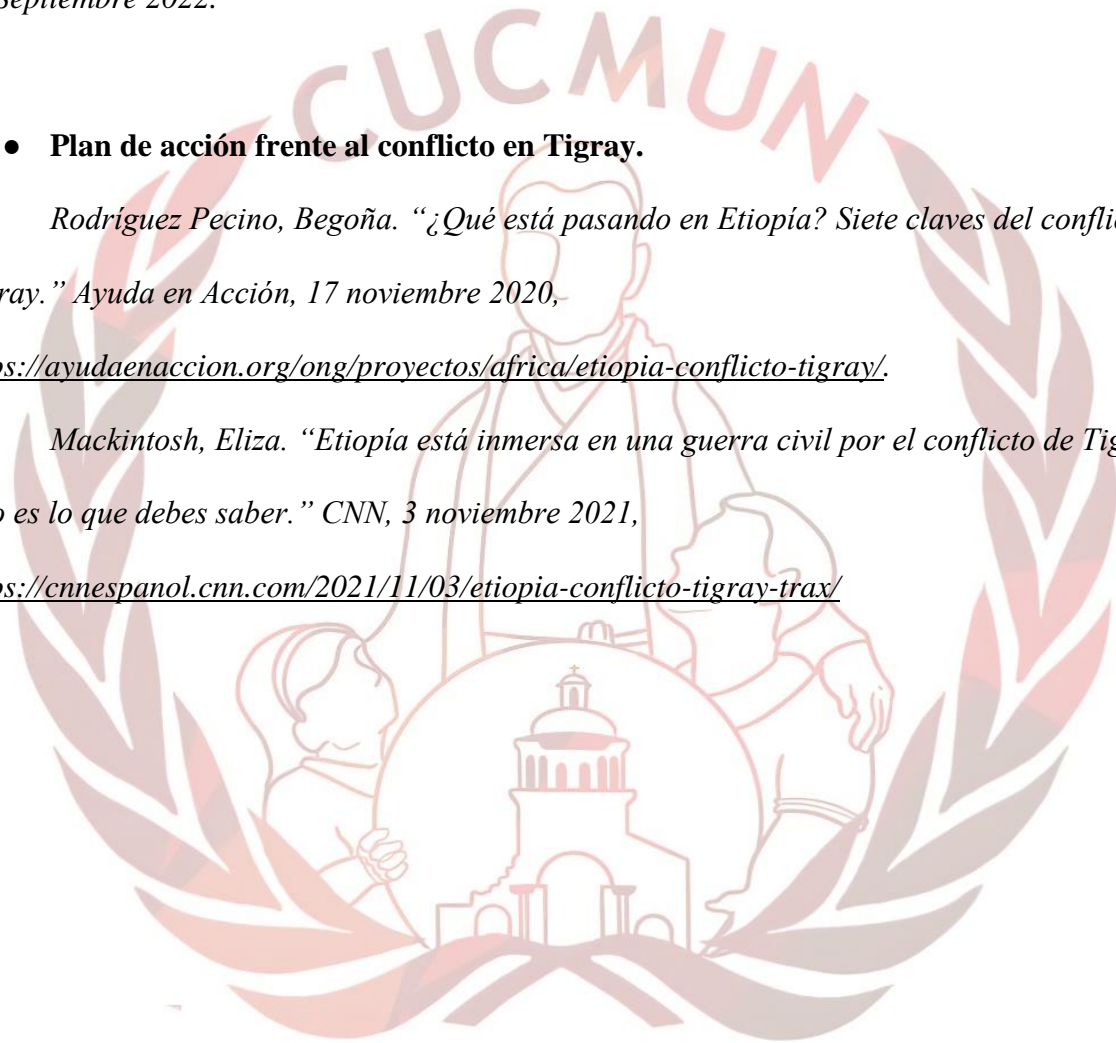 septiembre 2022.
CUCMUN
● Plan de acción frente al conflicto en Tigray.
Rodríguez Pecino, Begoña. “¿Qué está pasando en Etiopía? Siete claves del conflic
ray.” Ayuda en Acción, 17 noviembre 2020,
s://ayudaenaccion.org/ong/proyectos/africa/etiopia-conflicto-tigray/.
Mackintosh, Eliza. “Etiopía está inmersa en una guerra civil por el conflicto de Tig
o es lo que debes saber.” CNN, 3 noviembre 2021,
s://cnnespanol.cnn.com/2021/11/03/etiopia-conflicto-tigray-trax/